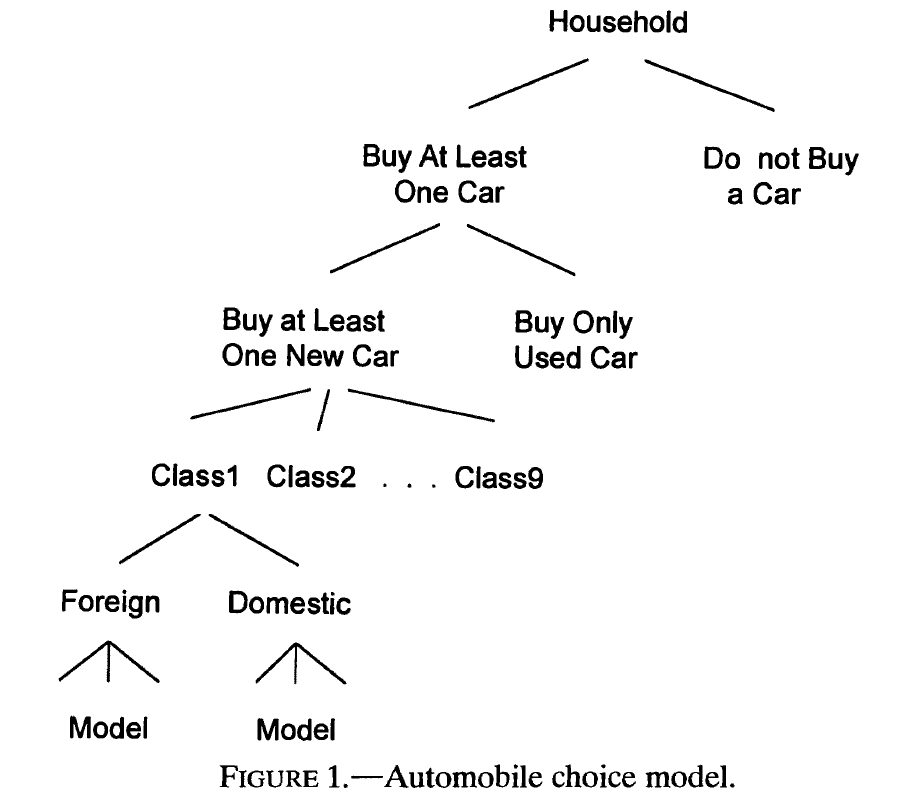 Household
Buy At Least
One Car
Do not Buy
a Car
Buy at Least
One New Car
Buy Only
Used Car
Class1 Class2 . . . Class9
Foreign Domestic
Model Model
FIGURE 1.—Automobile choice model.